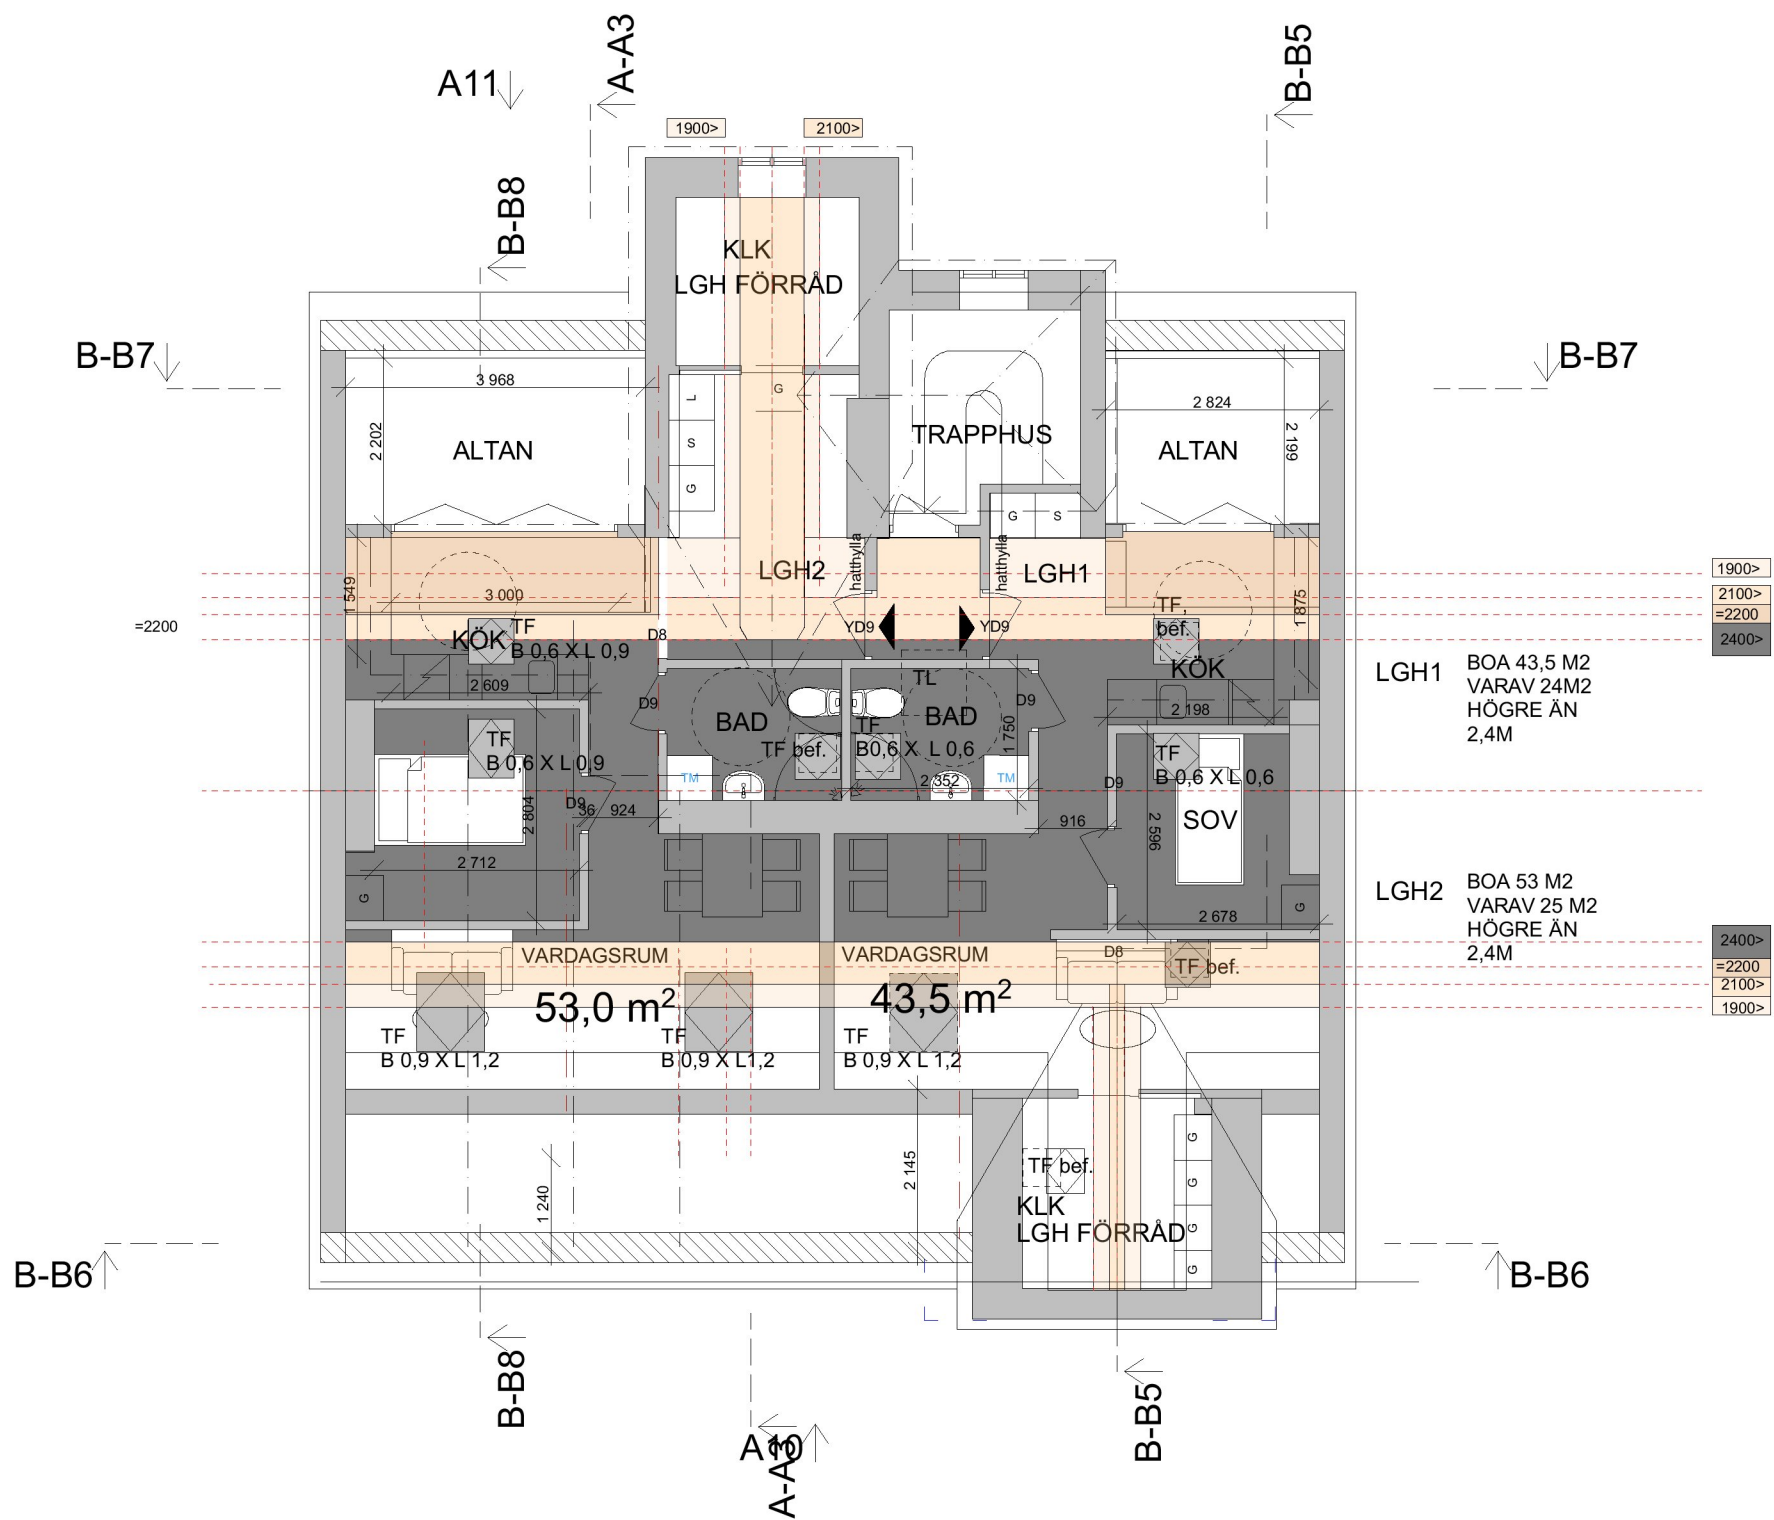 A11
A-A3
B-B5
1900>
2100>
B-B8
KLK
LGH FÖRRÅD
B-B7
B-B7
3 968
G
L
2 824
2 202
ALTAN
S
TRAPPHUS
ALTAN
2 199
G
G
S
hatthylla
hatthylla
LGH2
LGH1
1900>
1 549
3 000
2100>
TF,
bef.
1 875
=2200
=2200
TF
B 0,6 X L 0,9
KÖK
D8
YD9
YD9
2400>
KÖK
LGH1
BOA 43,5 M2
VARAV 24M2
HÖGRE ÄN
2,4M
2 609
TL
D9
D9
2 198
BAD
BAD
TF
B 0,6 X L 0,9
TF bef.
TF
B0,6 X L 0,6
1 750
TF
B 0,6 X L 0,6
TM
2 352
TM
D9
D9
36
924
2 804
916
2 596
SOV
2 712
G
LGH2
BOA 53 M2
VARAV 25 M2
HÖGRE ÄN
2,4M
2 678
G
VARDAGSRUM
VARDAGSRUM
D8
TF bef.
2400>
=2200
2100>
1900>
53,0 m²
43,5 m²
TF
B 0,9 X L 1,2
TF
B 0,9 X L1,2
TF
B 0,9 X L 1,2
1 240
2 145
TF bef.
KLK
LGH FÖRRÅD
G
G
G
G
B-B6
B-B6
B-B8
B-B5
A10
A-A3